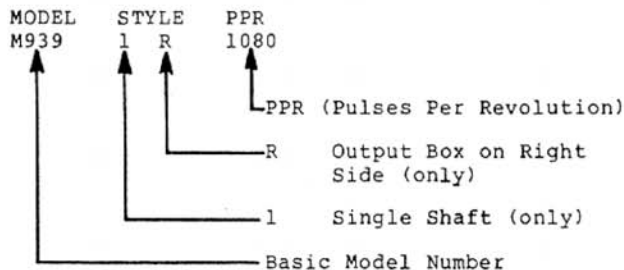 MODEL STYLE PPR
M939 1 R 1080
PPR (Pulses Per Revolution)
R Output Box on Right
Side (only)
1 Single Shaft (only)
Basic Model Number